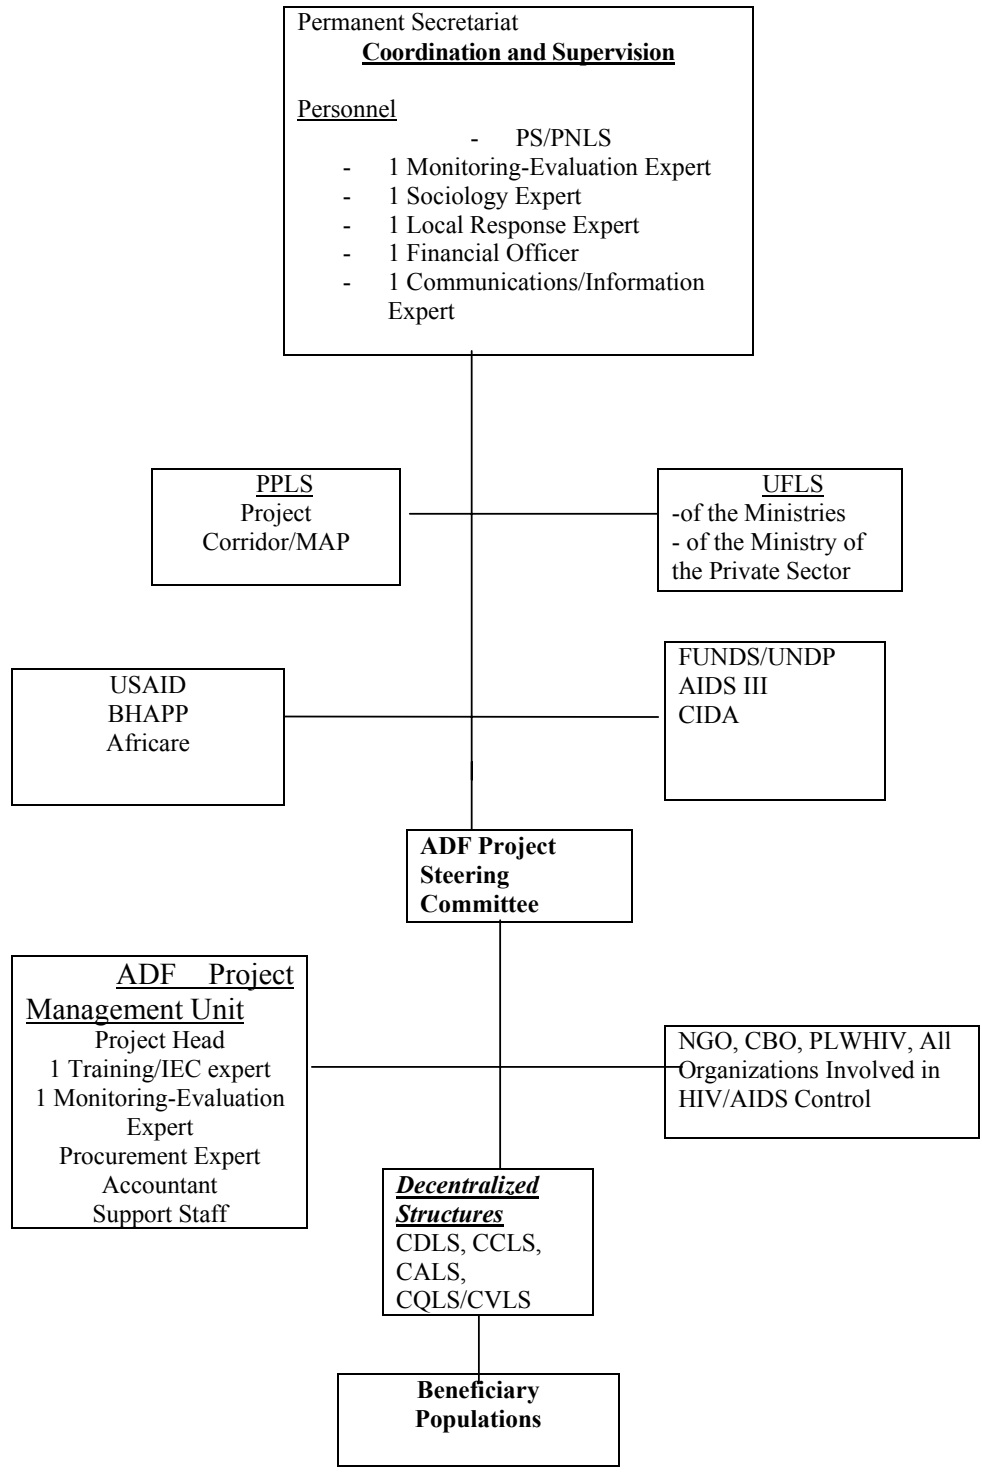 Permanent Secretariat
Coordination and Supervision
Personnel
- PS/PNLS
- 1 Monitoring-Evaluation Expert
- 1 Sociology Expert
- 1 Local Response Expert
- 1 Financial Officer
- 1 Communications/Information
Expert
PPLS
Project
Corridor/MAP
UFLS
-of the Ministries
- of the Ministry of
the Private Sector
USAID
BHAPP
Africare
FUNDS/UNDP
AIDS III
CIDA
ADF Project
Steering
Committee
ADF Project
Management Unit
Project Head
1 Training/IEC expert
1 Monitoring-Evaluation
Expert
Procurement Expert
Accountant
Support Staff
NGO, CBO, PLWHIV, All
Organizations Involved in
HIV/AIDS Control
Decentralized
Structures
CDLS, CCLS,
CALS,
CQLS/CVLS
Beneficiary
Populations